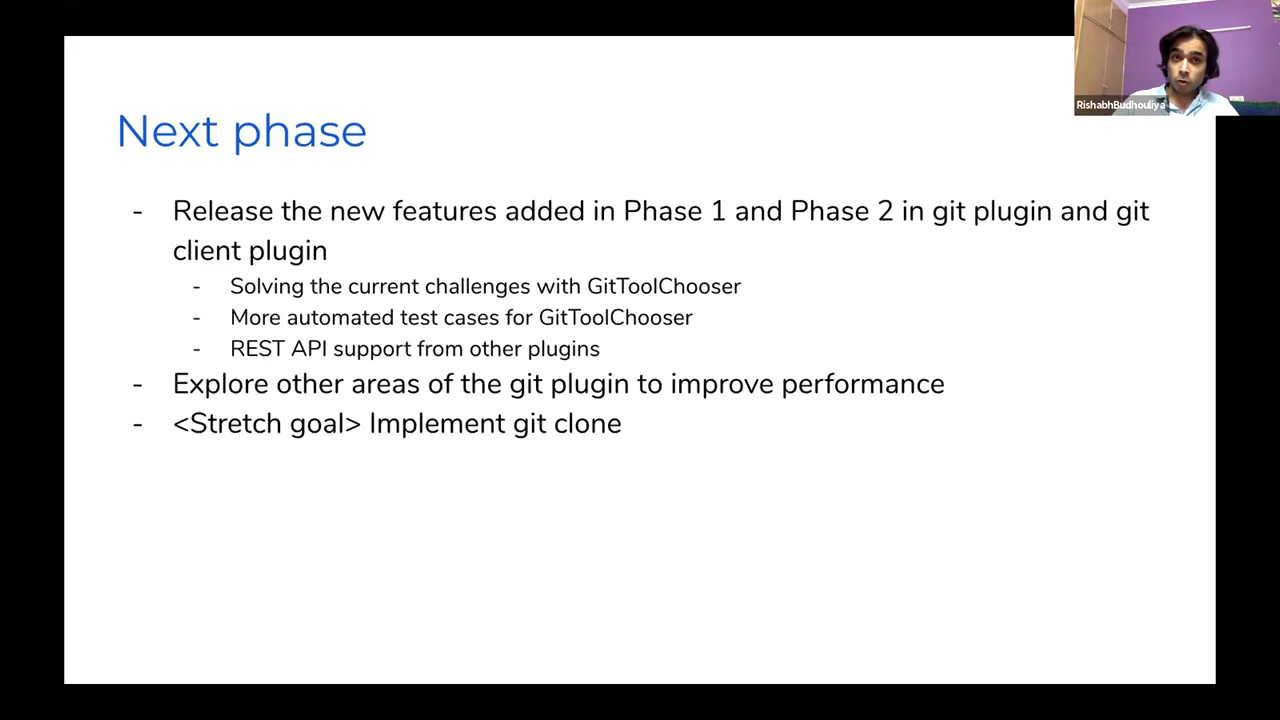 RishabhBudhouliya
Next phase
- Release the new features added in Phase 1 and Phase 2 in git plugin and git
client plugin
- Solving the current challenges with GitToolChooser
- More automated test cases for GitToolChooser
- REST API support from other plugins
- Explore other areas of the git plugin to improve performance
- <Stretch goal> Implement git clone